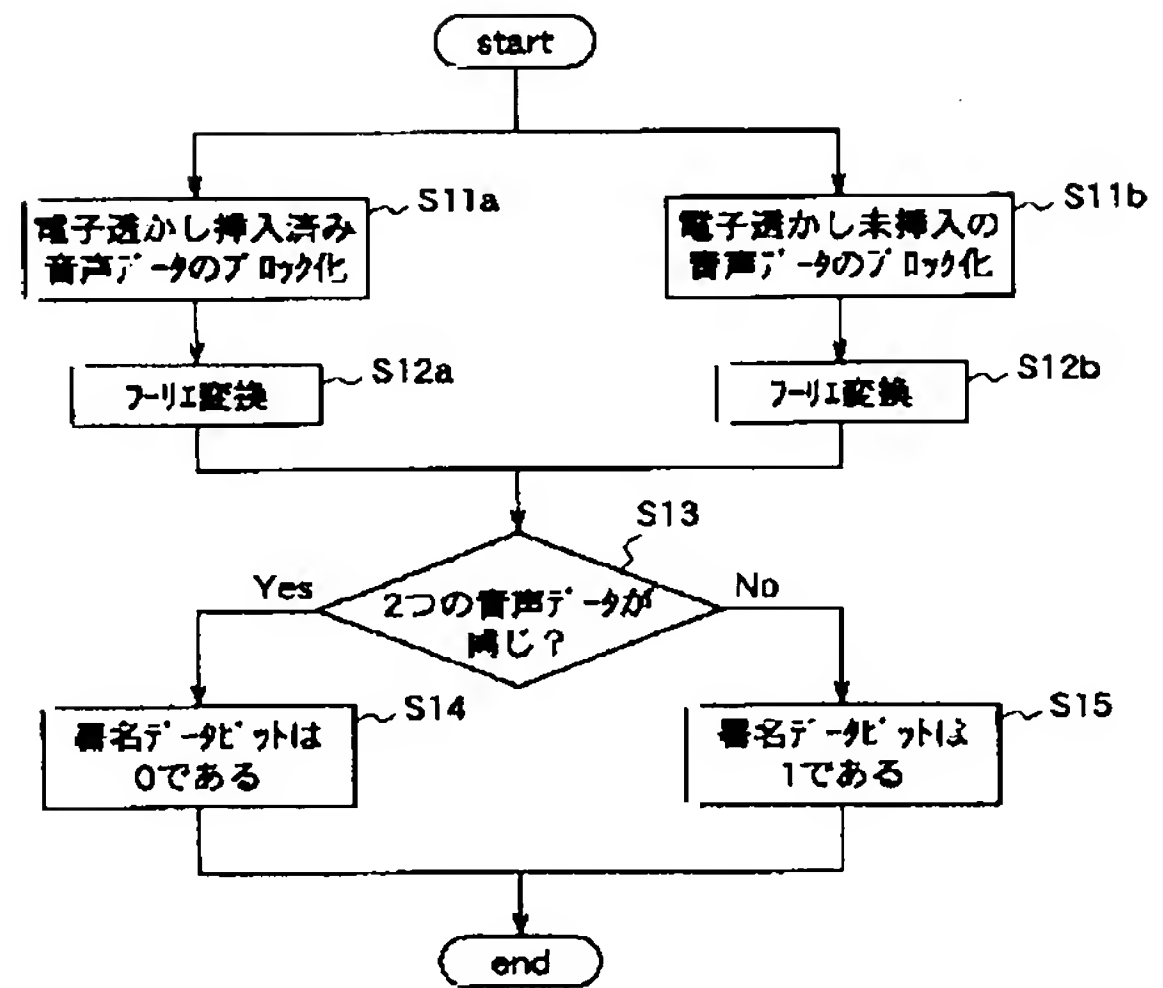 start
S11a
電子透かし挿入済み
音声データのブロック化
S11b
電子透かし未挿入の
音声データのブロック化
S12a
フーリエ変換
S12b
フーリエ変換
S13
Yes
No
2つの音声データが
同じ?
S14
署名データビットは
0である
S15
署名データビットは
1である
end